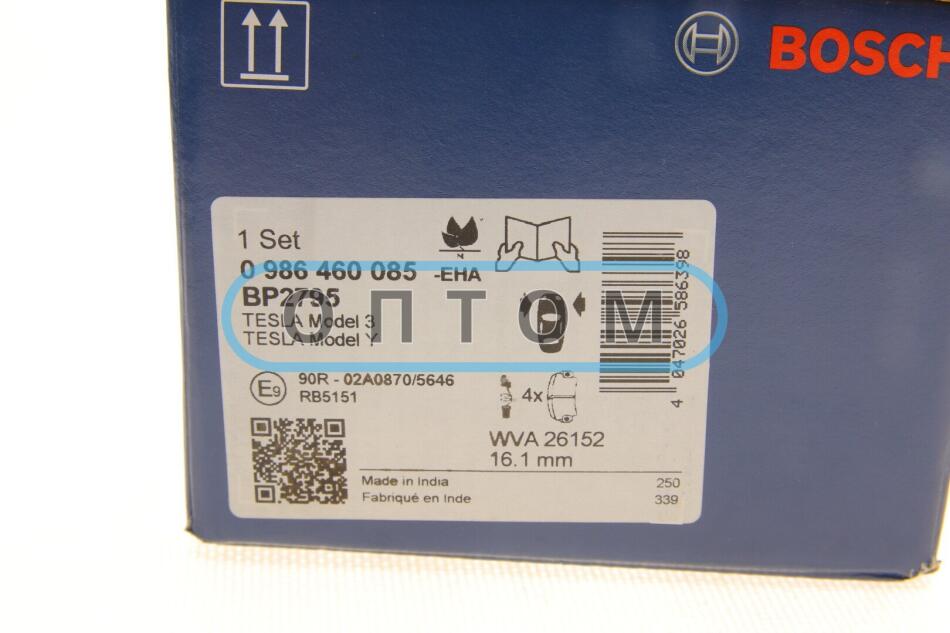 BOSCH
1 Set
0 986 460 085 -EHA
BP2795
TESLA Model 3
TESLA Model Y
ОПТОМ
E9
90R - 02A0870/5646
RB5151
4x
WVA 26152
16.1 mm
Made in India 250
Fabriqué en Inde 339
4 047026 586398